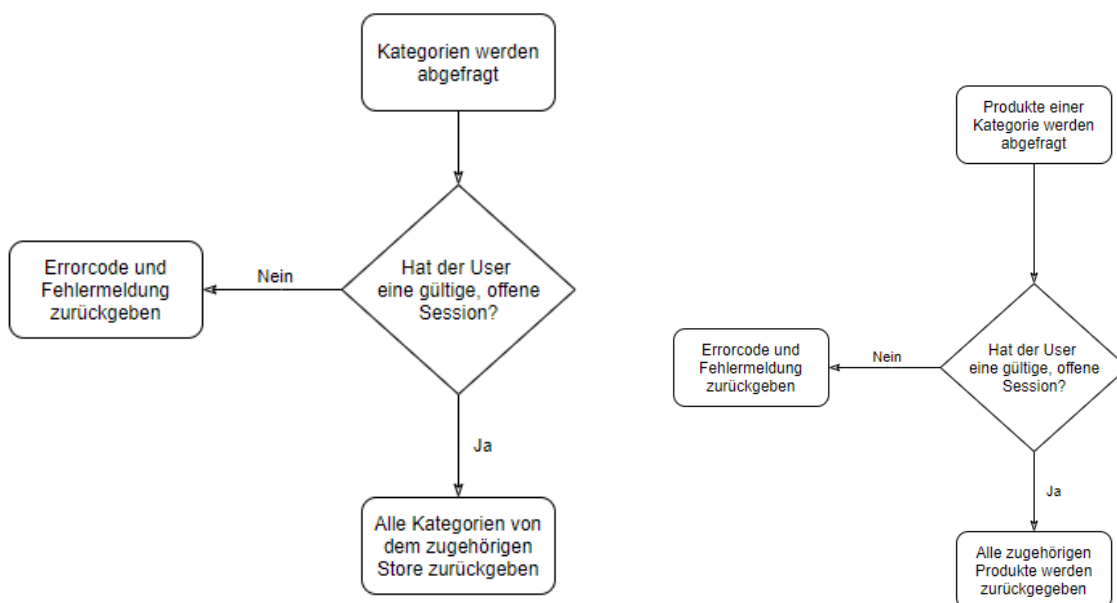 Kategorien werden
abgefragt
Hat der User
eine gültige, offene
Session?
Nein
Errorcode und
Fehlermeldung
zurückgeben
Ja
Alle Kategorien von
dem zugehörigen
Store zurückgeben
Produkte einer
Kategorie werden
abgefragt
Hat der User
eine gültige, offene
Session?
Nein
Errorcode und
Fehlermeldung
zurückgeben
Ja
Alle zugehörigen
Produkte werden
zurückgegeben